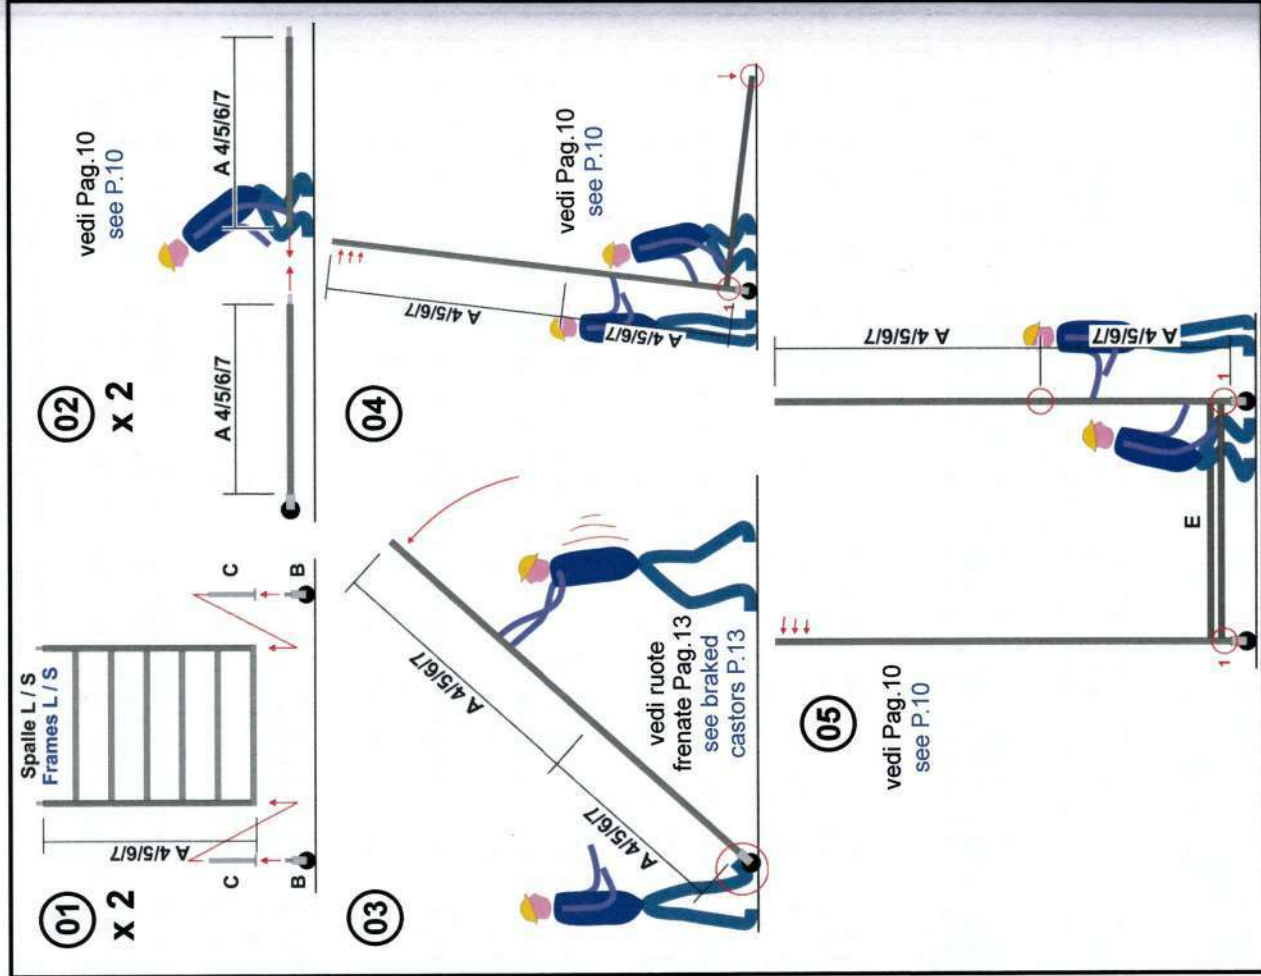 01
x 2
Spalle L / S
Frames L / S
A 4/5/6/7
C
B
C
B
02
x 2
vedi Pag.10
see P.10
A 4/5/6/7
A 4/5/6/7
03
A 4/5/6/7
A 4/5/6/7
vedi ruote
frenate Pag.13
see braked
castors P.13
04
A 4/5/6/7
A 4/5/6/7
1
vedi Pag.10
see P.10
05
vedi Pag.10
see P.10
E
A 4/5/6/7
A 4/5/6/7
1
1